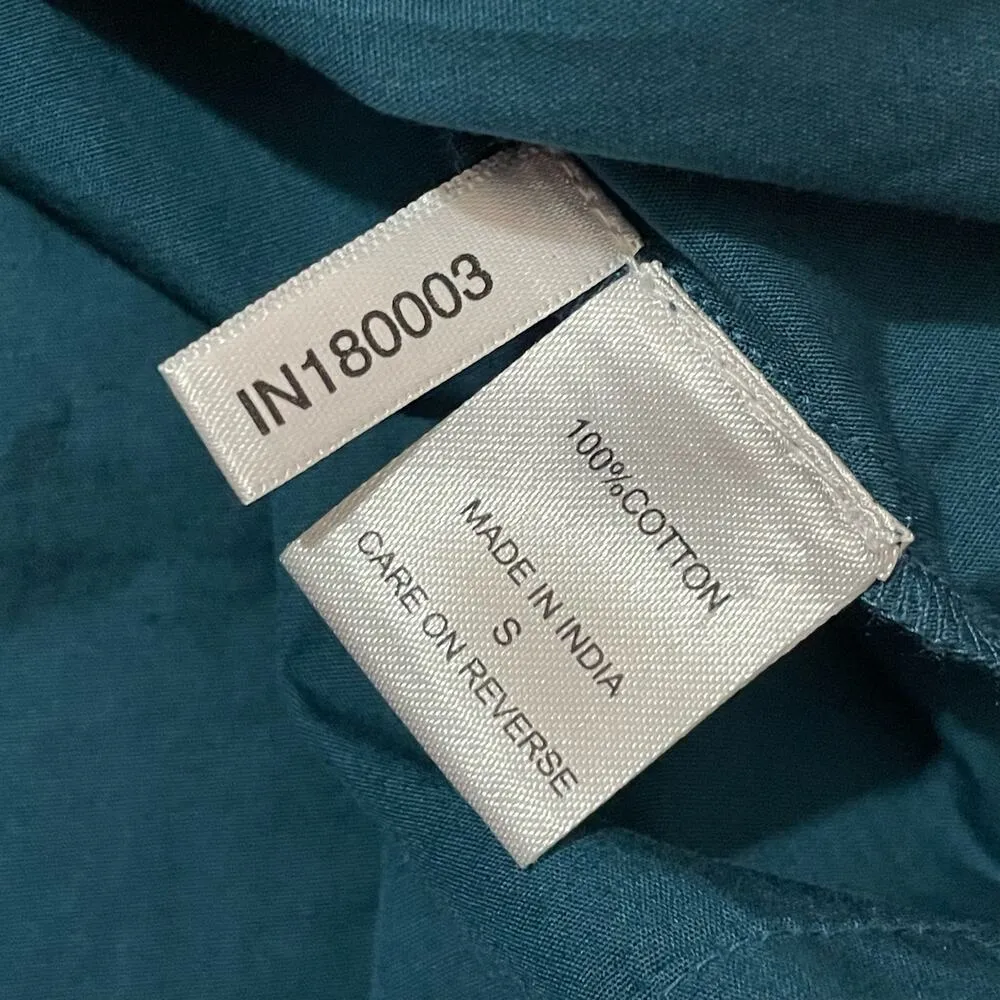 IN180003
100%COTTON
MADE IN INDIA
S
CARE ON REVERSE